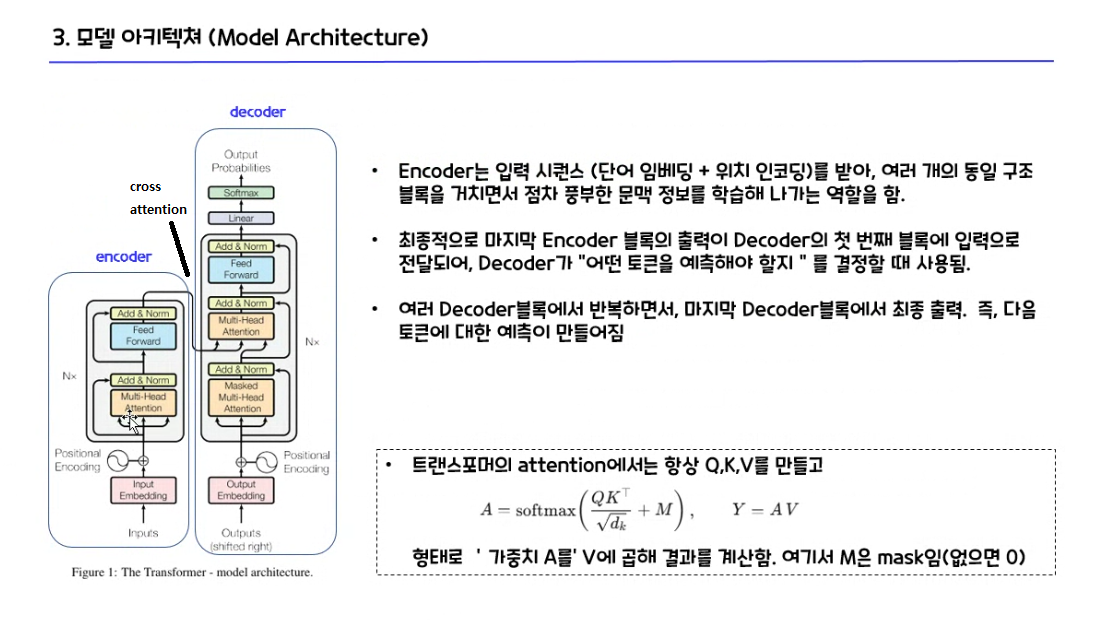 3. 모델 아키텍쳐 (Model Architecture)
decoder
Output
Probabilities
Softmax
Linear
Add & Norm
Feed
Forward
Add & Norm
Multi-Head
Attention
Nx
Add & Norm
Masked
Multi-Head
Attention
Positional
Encoding
Output
Embedding
Outputs
(shifted right)
cross
attention
encoder
Add & Norm
Feed
Forward
Nx
Add & Norm
Multi-Head
Attention
Positional
Encoding
Input
Embedding
Inputs
Figure 1: The Transformer - model architecture.
• Encoder는 입력 시퀀스 (단어 임베딩 + 위치 인코딩)를 받아, 여러 개의 동일 구조
블록을 거치면서 점차 풍부한 문맥 정보를 학습해 나가는 역할을 함.
• 최종적으로 마지막 Encoder 블록의 출력이 Decoder의 첫 번째 블록에 입력으로
전달되어, Decoder가 "어떤 토큰을 예측해야 할지 " 를 결정할 때 사용됨.
• 여러 Decoder블록에서 반복하면서, 마지막 Decoder블록에서 최종 출력. 즉, 다음
토큰에 대한 예측이 만들어짐
• 트랜스포머의 attention에서는 항상 Q,K,V를 만들고
A = softmax(QK⊤/√dk + M), Y = AV
형태로 ' 가중치 A를' V에 곱해 결과를 계산함. 여기서 M은 mask임(없으면 0)